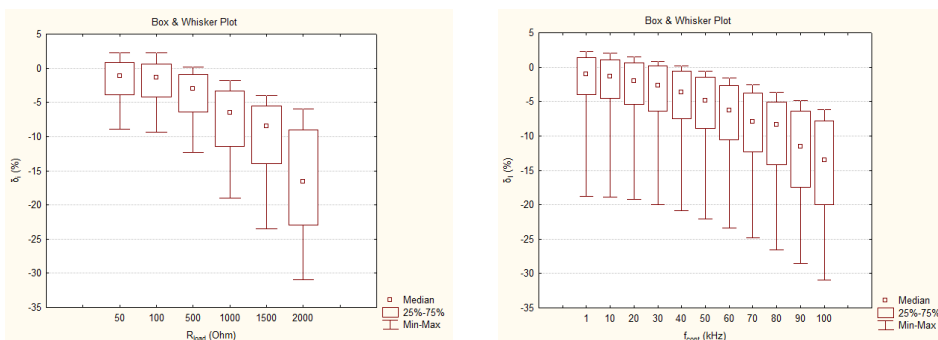 Box & Whisker Plot
5
0
-5
-10
-15
-20
-25
-30
-35
δI (%)
50 100 500 1000 1500 2000
Rload (Ohm)
Median
25%-75%
Min-Max
Box & Whisker Plot
5
0
-5
-10
-15
-20
-25
-30
-35
δI (%)
1 10 20 30 40 50 60 70 80 90 100
fcont (kHz)
Median
25%-75%
Min-Max